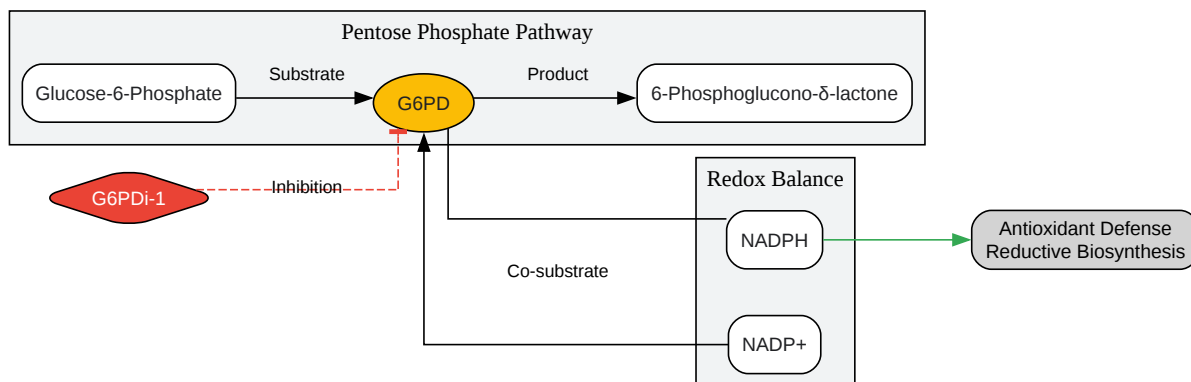 Pentose Phosphate Pathway
Substrate
Product
Glucose-6-Phosphate
G6PD
6-Phosphoglucono-δ-lactone
G6PDi-1
Inhibition
Redox Balance
NADPH
Antioxidant Defense
Reductive Biosynthesis
Co-substrate
NADP+